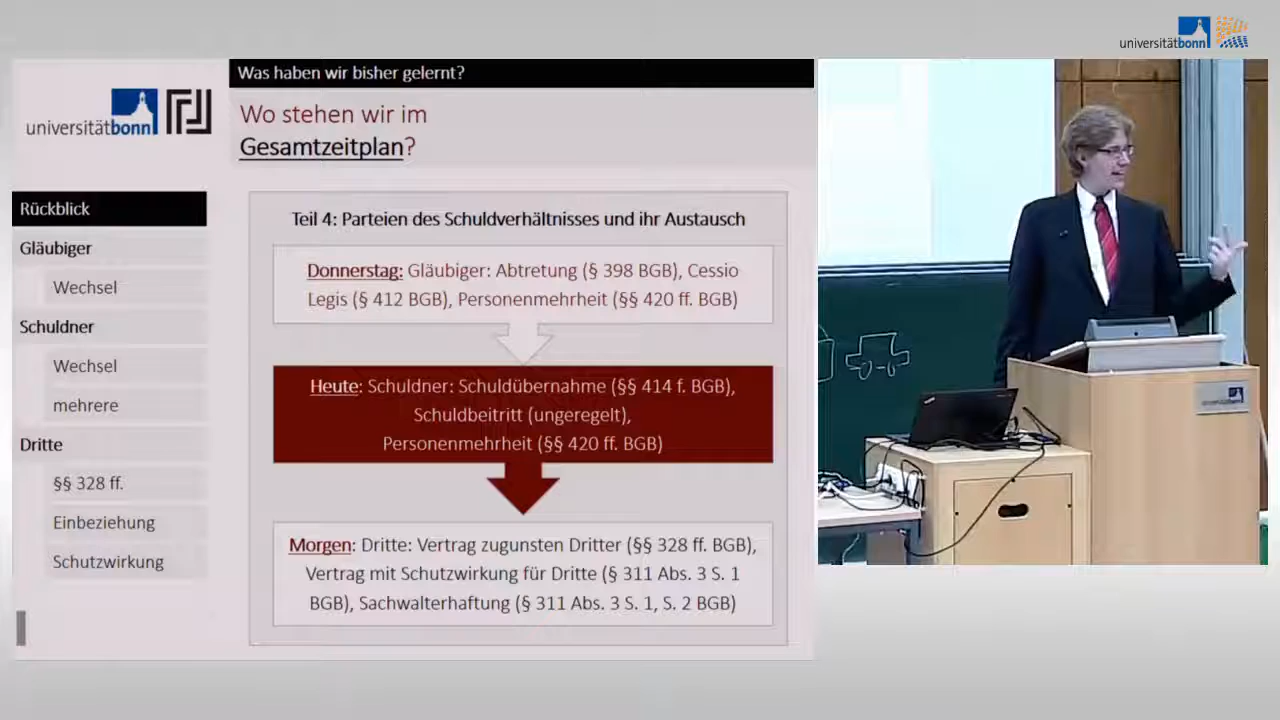 universitätbonn
Was haben wir bisher gelernt?
universitätbonn
Wo stehen wir im
Gesamtzeitplan?
Rückblick
Gläubiger
Wechsel
Schuldner
Wechsel
mehrere
Dritte
§§ 328 ff.
Einbeziehung
Schutzwirkung
Teil 4: Parteien des Schuldverhältnisses und ihr Austausch
Donnerstag: Gläubiger: Abtretung (§ 398 BGB), Cessio
Legis (§ 412 BGB), Personenmehrheit (§§ 420 ff. BGB)
Heute: Schuldner: Schuldübernahme (§§ 414 f. BGB),
Schuldbeitritt (ungeregelt),
Personenmehrheit (§§ 420 ff. BGB)
Morgen: Dritte: Vertrag zugunsten Dritter (§§ 328 ff. BGB),
Vertrag mit Schutzwirkung für Dritte (§ 311 Abs. 3 S. 1
BGB), Sachwalterhaftung (§ 311 Abs. 3 S. 1, S. 2 BGB)
universitätbonn